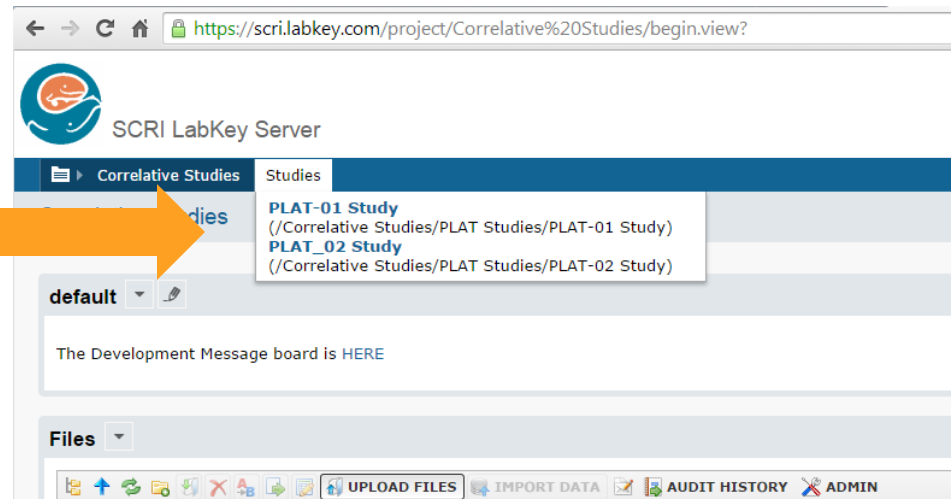 https://scri.labkey.com/project/Correlative%20Studies/begin.view?
SCRI LabKey Server
Correlative Studies Studies
dies
PLAT-01 Study
(/Correlative Studies/PLAT Studies/PLAT-01 Study)
PLAT_02 Study
(/Correlative Studies/PLAT Studies/PLAT-02 Study)
default
The Development Message board is HERE
Files
UPLOAD FILES IMPORT DATA AUDIT HISTORY ADMIN